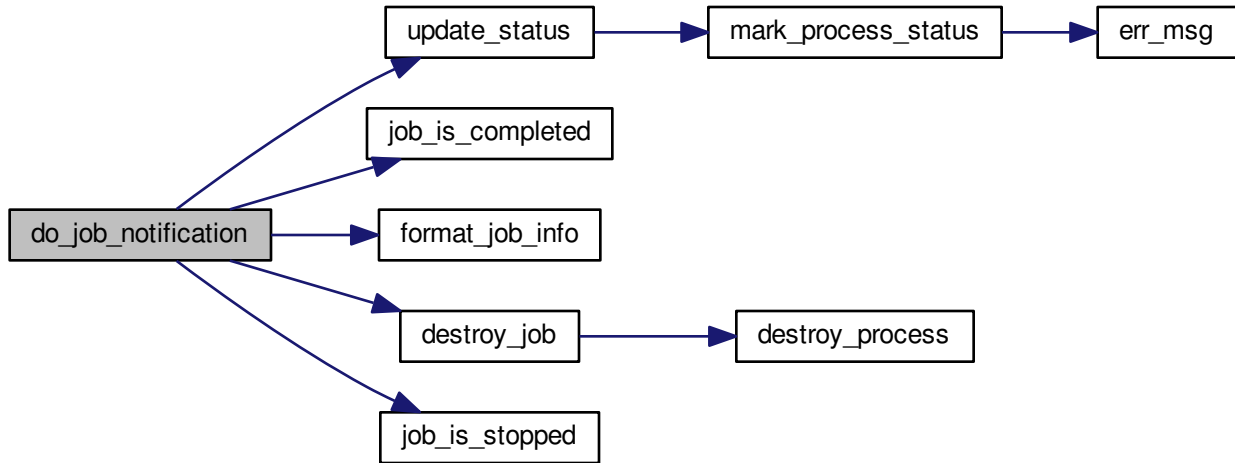 update_status
mark_process_status
err_msg
job_is_completed
do_job_notification
format_job_info
destroy_job
destroy_process
job_is_stopped